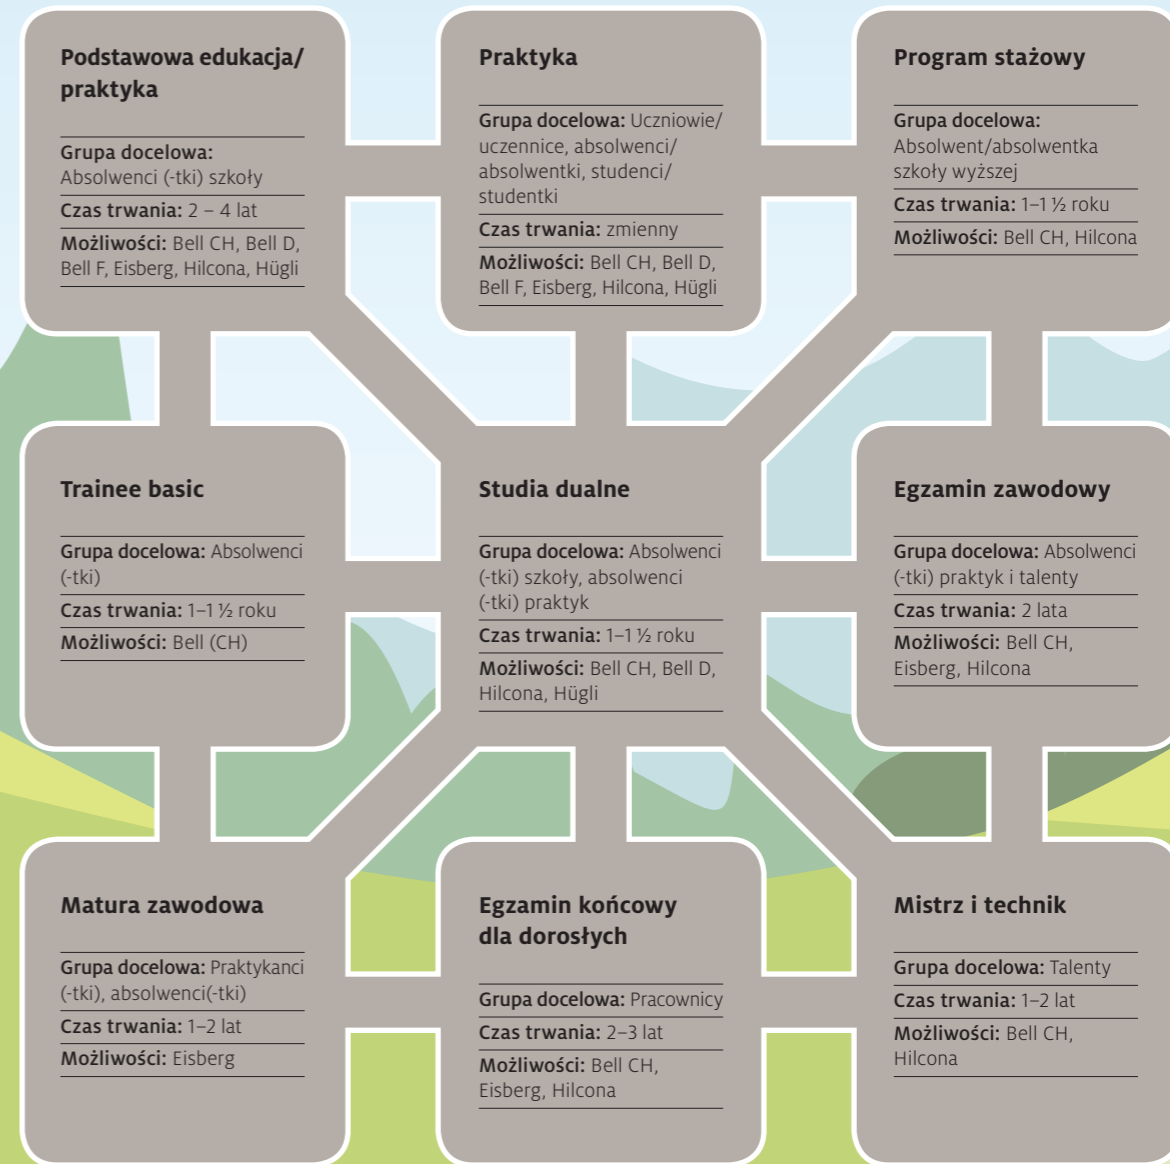 Podstawowa edukacja/
praktyka
Grupa docelowa:
Absolwenci (-tki) szkoły
Czas trwania: 2 – 4 lat
Możliwości: Bell CH, Bell D,
Bell F, Eisberg, Hilcona, Hügli
Praktyka
Grupa docelowa: Uczniowie/
uczennice, absolwenci/
absolwentki, studenci/
studentki
Czas trwania: zmienny
Możliwości: Bell CH, Bell D,
Bell F, Eisberg, Hilcona, Hügli
Program stażowy
Grupa docelowa:
Absolwent/absolwentka
szkoły wyższej
Czas trwania: 1–1 ½ roku
Możliwości: Bell CH, Hilcona
Trainee basic
Grupa docelowa: Absolwenci
(-tki)
Czas trwania: 1–1 ½ roku
Możliwości: Bell (CH)
Studia dualne
Grupa docelowa: Absolwenci
(-tki) szkoły, absolwenci
(-tki) praktyk
Czas trwania: 1–1 ½ roku
Możliwości: Bell CH, Bell D,
Hilcona, Hügli
Egzamin zawodowy
Grupa docelowa: Absolwenci
(-tki) praktyk i talenty
Czas trwania: 2 lata
Możliwości: Bell CH,
Eisberg, Hilcona
Matura zawodowa
Grupa docelowa: Praktykanci
(-tki), absolwenci(-tki)
Czas trwania: 1–2 lat
Możliwości: Eisberg
Egzamin końcowy
dla dorosłych
Grupa docelowa: Pracownicy
Czas trwania: 2–3 lat
Możliwości: Bell CH,
Eisberg, Hilcona
Mistrz i technik
Grupa docelowa: Talenty
Czas trwania: 1–2 lat
Możliwości: Bell CH,
Hilcona